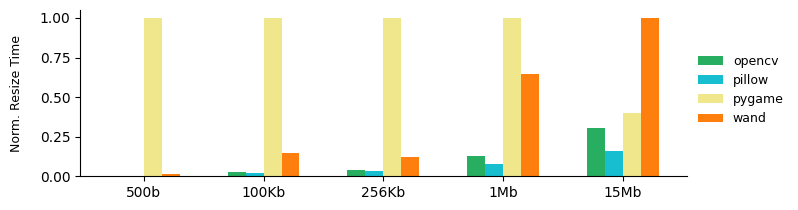 Norm. Resize Time
1.00
0.75
0.50
0.25
0.00
500b
100Kb
256Kb
1Mb
15Mb
opencv
pillow
pygame
wand